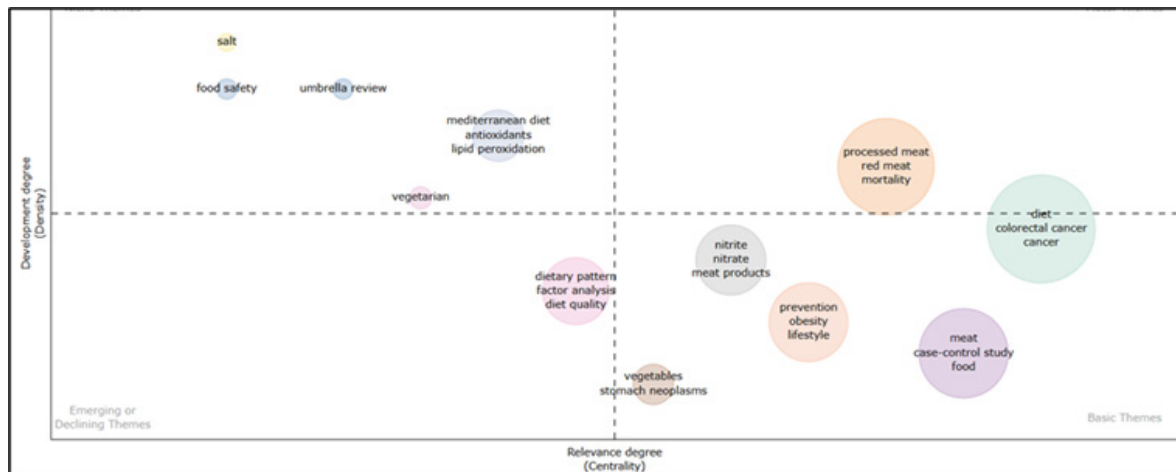 salt
food safety
umbrella review
mediterranean diet
antioxidants
lipid peroxidation
processed meat
red meat
mortality
vegetarian
diet
colorectal cancer
cancer
nitrite
nitrate
meat products
dietary pattern
factor analysis
diet quality
prevention
obesity
lifestyle
meat
case-control study
food
vegetables
stomach neoplasms
Emerging or
Declining Themes
Basic Themes
Development degree
(Density)
Relevance degree
(Centrality)